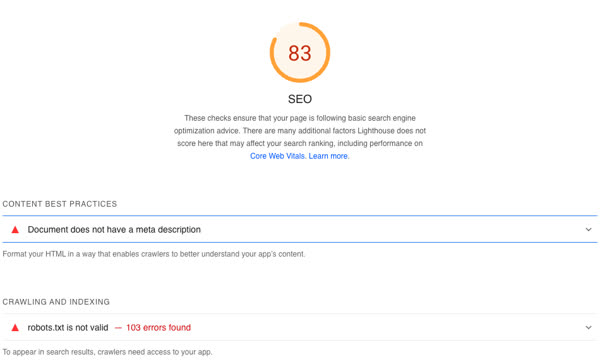 83
SEO
These checks ensure that your page is following basic search engine
optimization advice. There are many additional factors Lighthouse does not
score here that may affect your search ranking, including performance on
Core Web Vitals. Learn more.
CONTENT BEST PRACTICES
Document does not have a meta description
Format your HTML in a way that enables crawlers to better understand your app's content.
CRAWLING AND INDEXING
robots.txt is not valid — 103 errors found
To appear in search results, crawlers need access to your app.